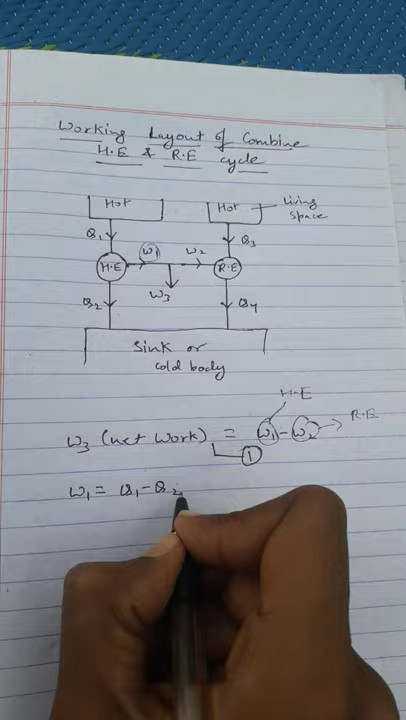 Working Layout of Combine
H.E & R.E cycle
Hot Hot Living
space
Q1 W1 W2 Q3
H.E R.E
W3
Q2 Q4
Sink or
cold body
H.E
R.E
W3 (net work) = W1 - W2
1
W1 = Q1 - Q2